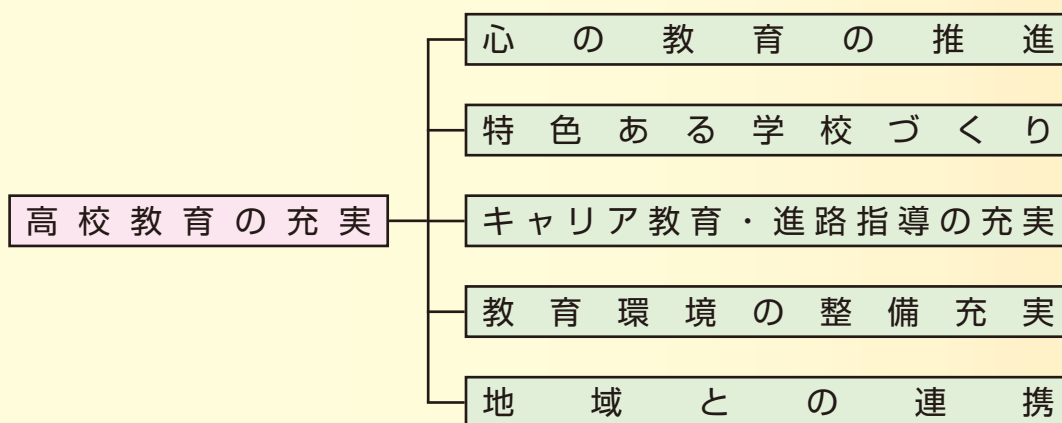 高校教育の充実
心の教育の推進
特色ある学校づくり
キャリア教育・進路指導の充実
教育環境の整備充実
地域との連携